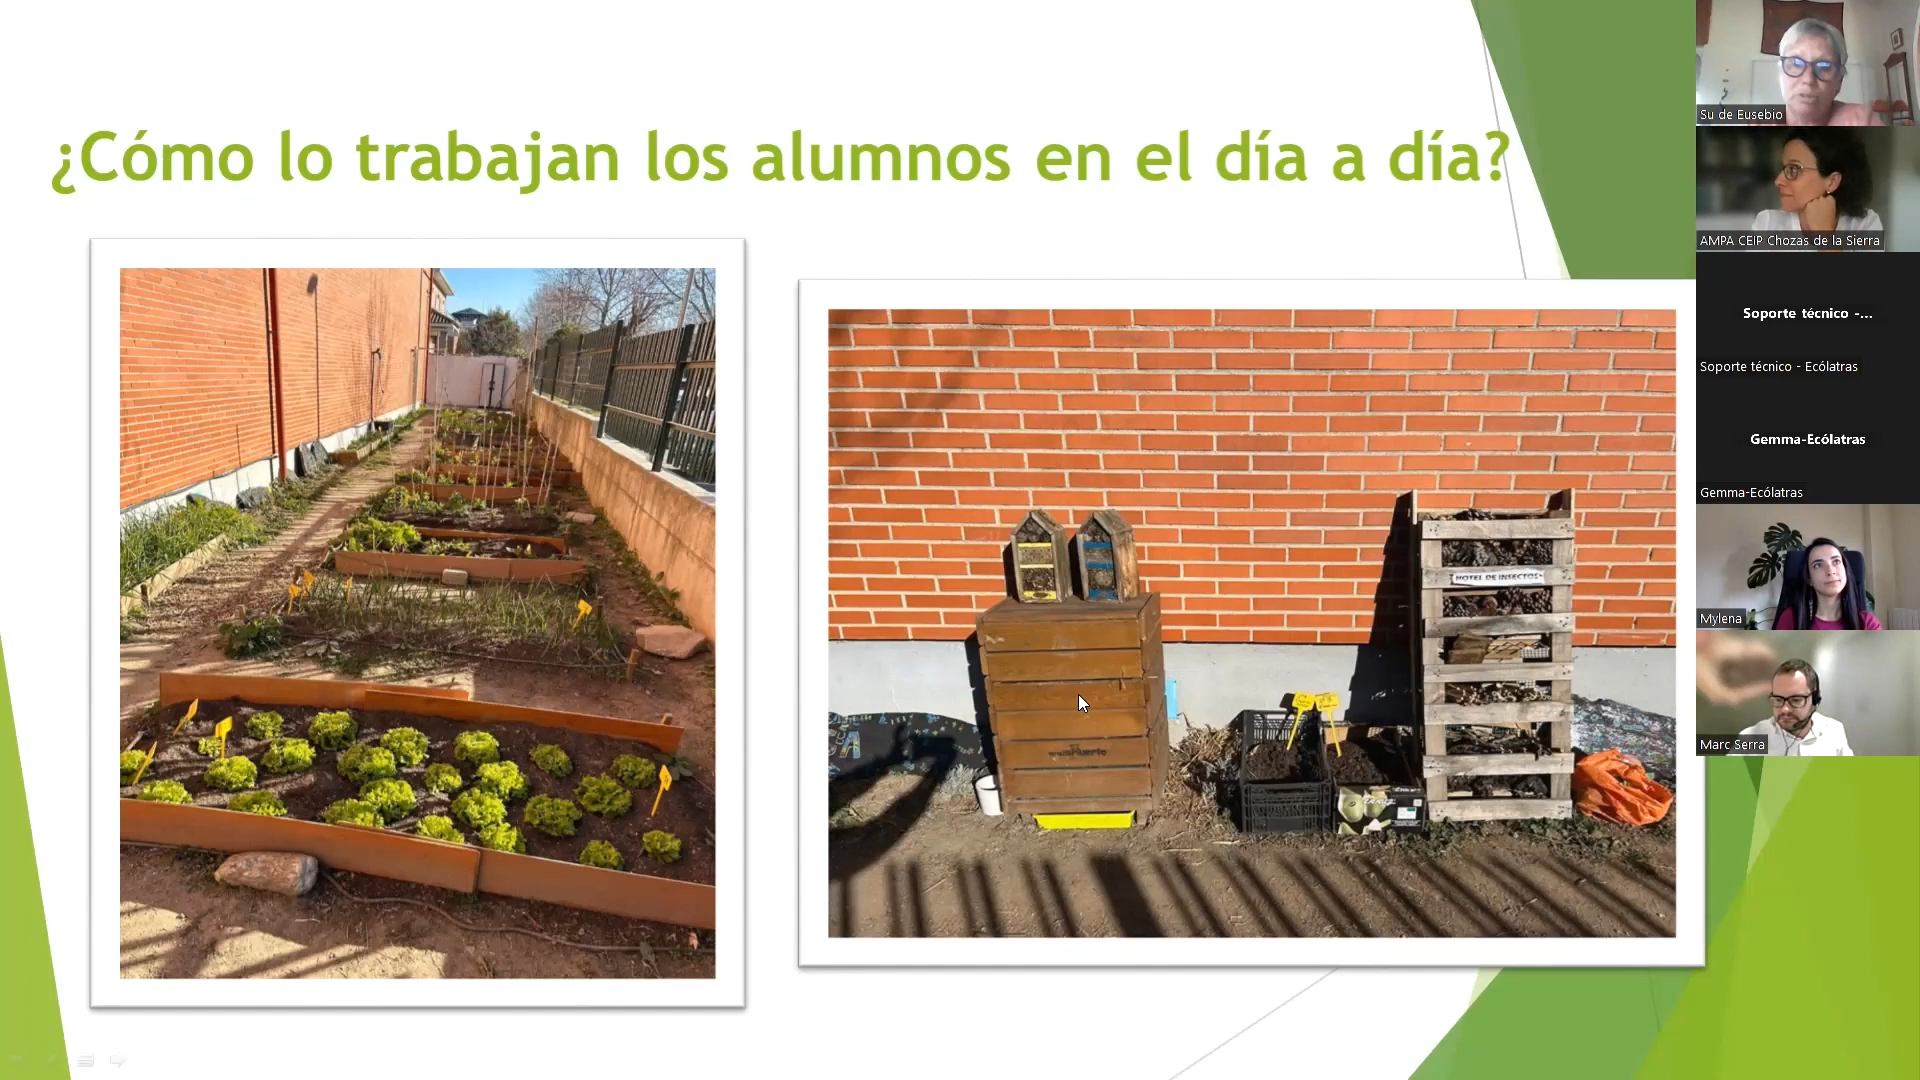 ¿Cómo lo trabajan los alumnos en el día a día?
HOTEL DE INSECTOS
Su de Eusebio
AMPA CEIP Chozas de la Sierra
Soporte técnico -...
Soporte técnico - Ecólatras
Gemma-Ecólatras
Gemma-Ecólatras
Mylena
Marc Serra